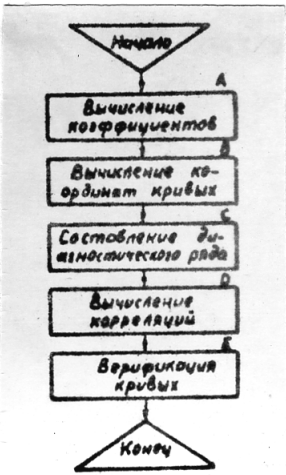 Начало
A
Вычисление
коэффициентов
B
Вычисление ко-
ординат кривых
C
Составление ди-
агностического ряда
D
Вычисление
корреляций
E
Верификация
кривых
Конец